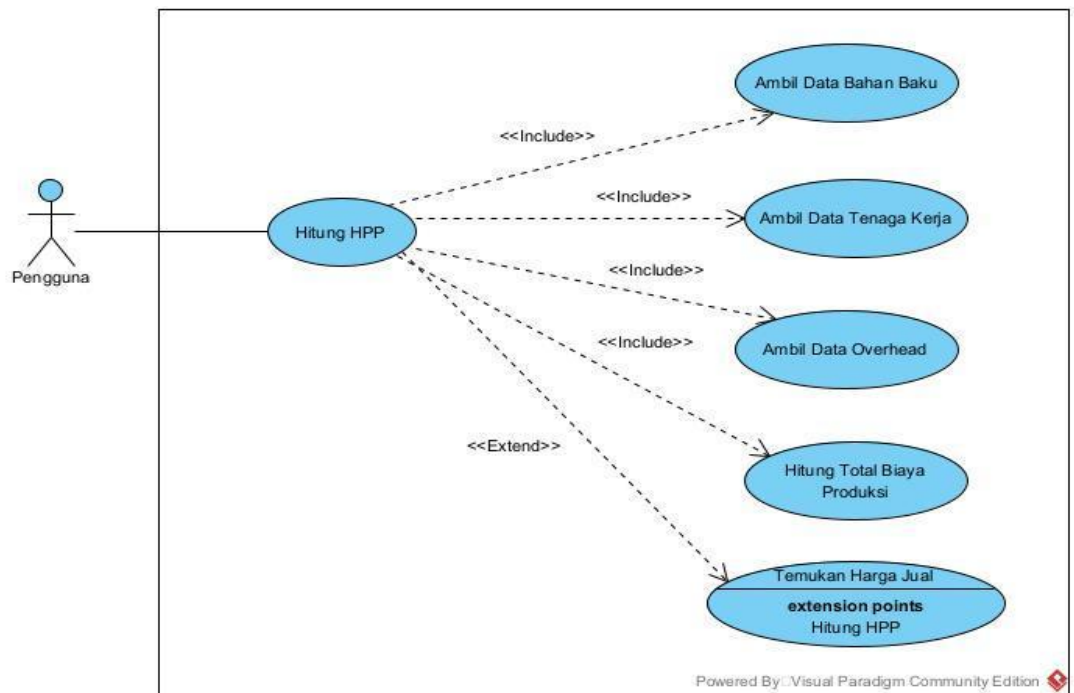 Ambil Data Bahan Baku
<<Include>>
<<Include>>
Ambil Data Tenaga Kerja
Hitung HPP
Pengguna
<<Include>>
<<Include>>
Ambil Data Overhead
<<Extend>>
Hitung Total Biaya
Produksi
Temukan Harga Jual
extension points
Hitung HPP
Powered By Visual Paradigm Community Edition